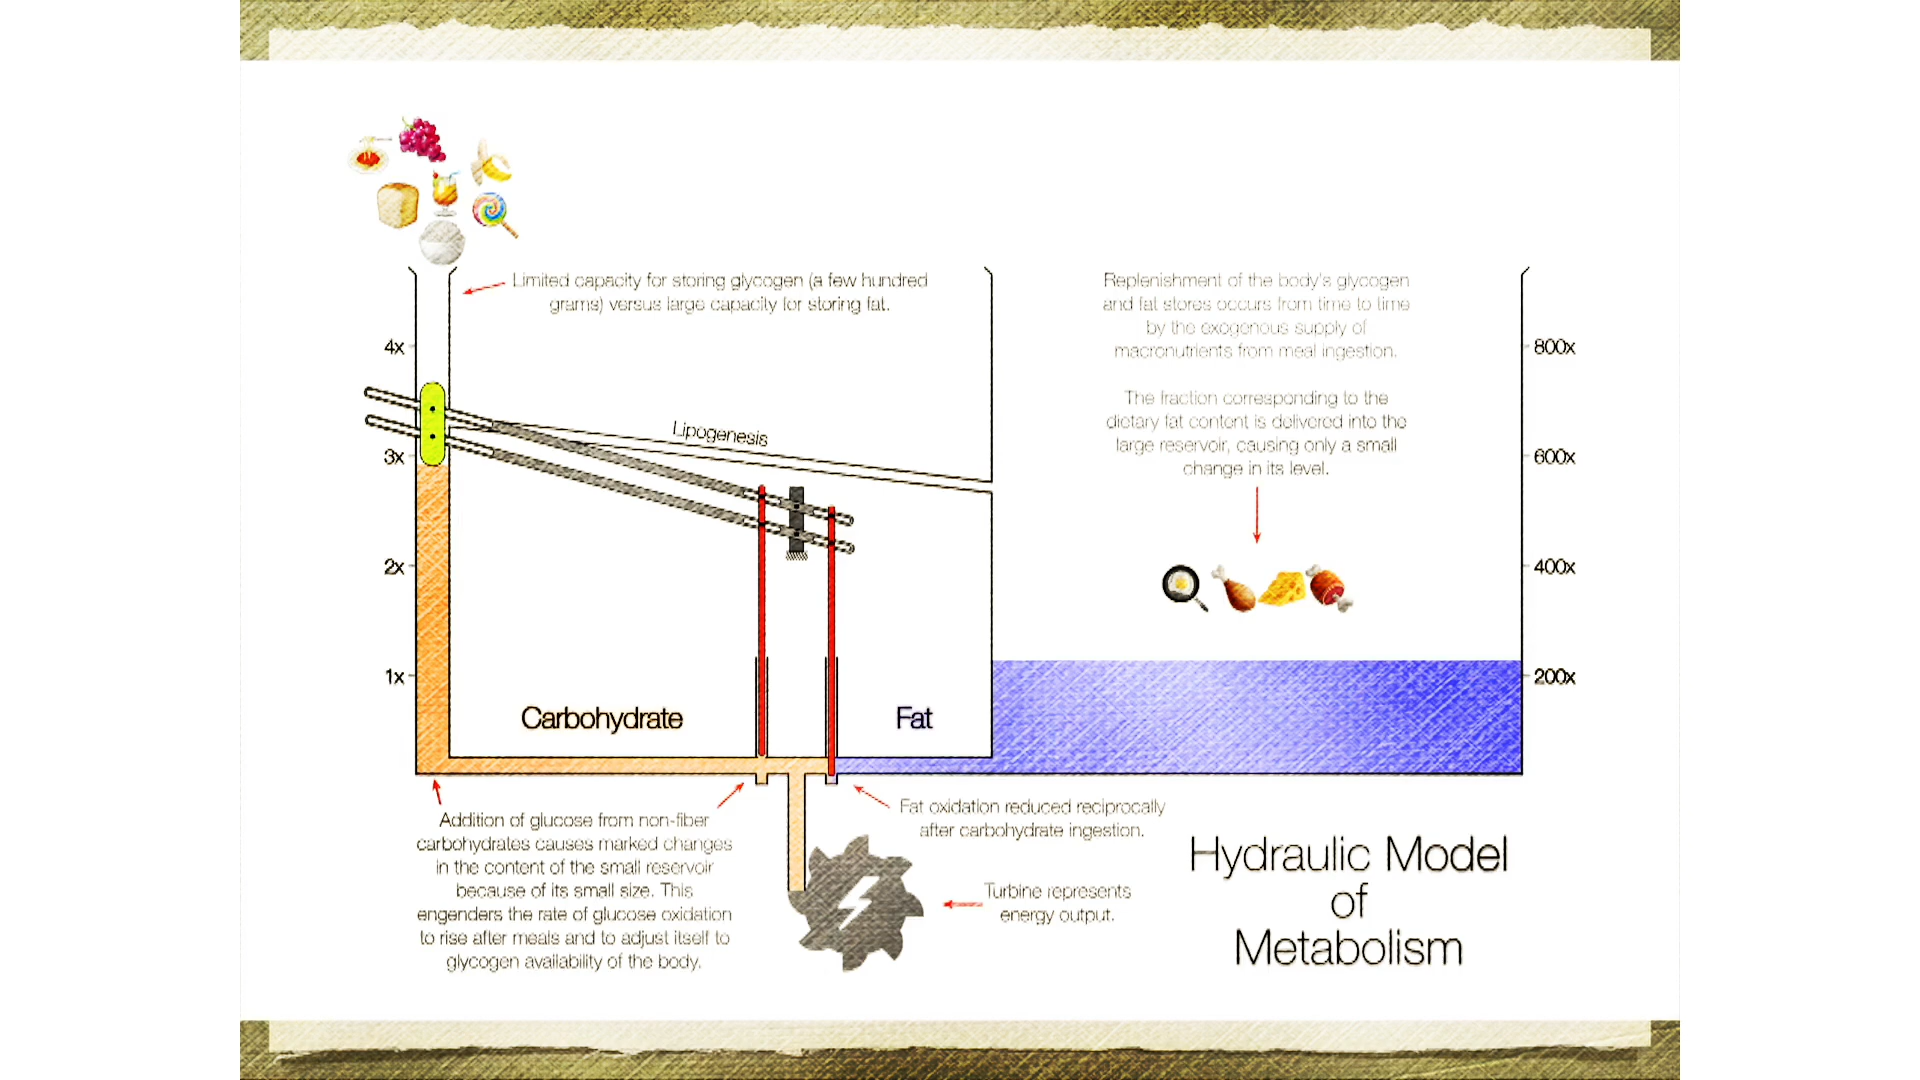 Limited capacity for storing glycogen (a few hundred
grams) versus large capacity for storing fat.
Replenishment of the body's glycogen
and fat stores occurs from time to time
by the exogenous supply of
macronutrients from meal ingestion.
The fraction corresponding to the
dietary fat content is delivered into the
large reservoir, causing only a small
change in its level.
4x
3x
2x
1x
800x
600x
400x
200x
Lipogenesis
Carbohydrate
Fat
Addition of glucose from non-fiber
carbohydrates causes marked changes
in the content of the small reservoir
because of its small size. This
engenders the rate of glucose oxidation
to rise after meals and to adjust itself to
glycogen availability of the body.
Fat oxidation reduced reciprocally
after carbohydrate ingestion.
Turbine represents
energy output.
Hydraulic Model
of
Metabolism